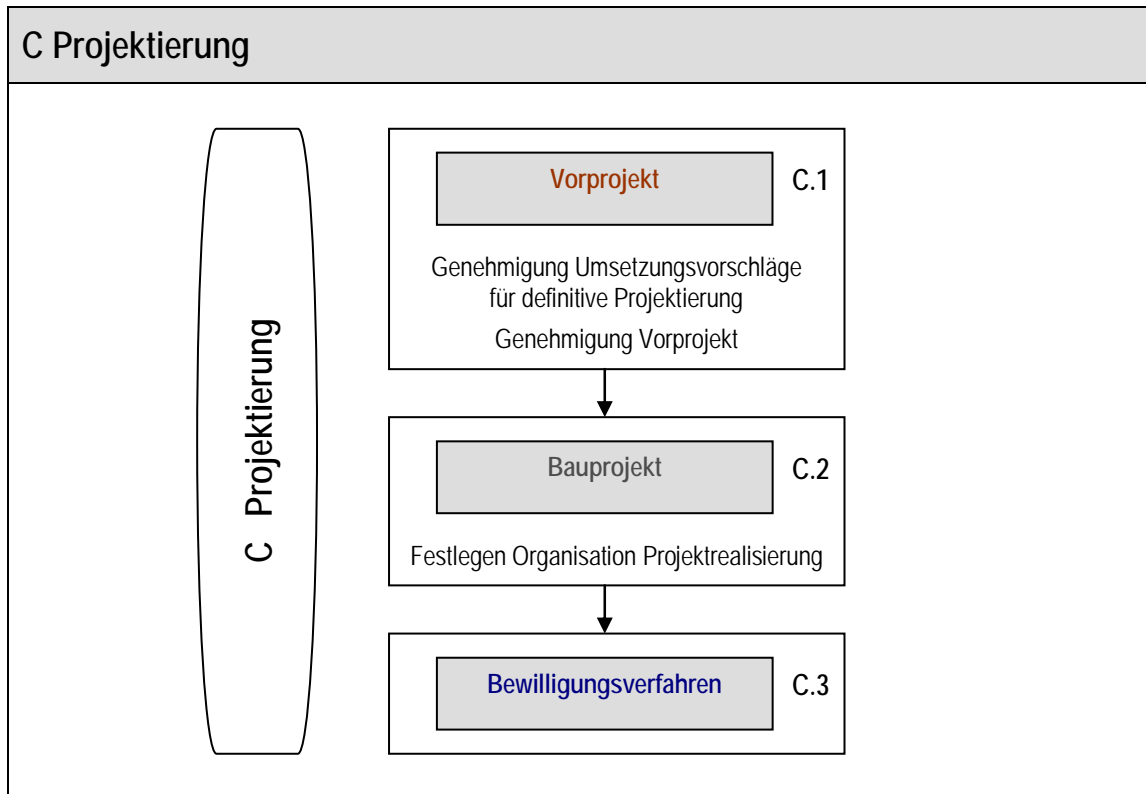 C Projektierung
C Projektierung
Vorprojekt
C.1
Genehmigung Umsetzungsvorschläge
für definitive Projektierung
Genehmigung Vorprojekt
Bauprojekt
C.2
Festlegen Organisation Projektrealisierung
Bewilligungsverfahren
C.3